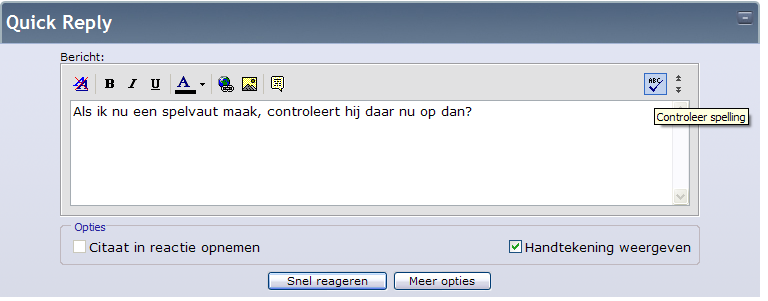 Quick Reply
Bericht:
B I U A ABC
Als ik nu een spelvaut maak, controleert hij daar nu op dan?
Controleer spelling
Opties
Citaat in reactie opnemen
Handtekening weergeven
Snel reageren
Meer opties